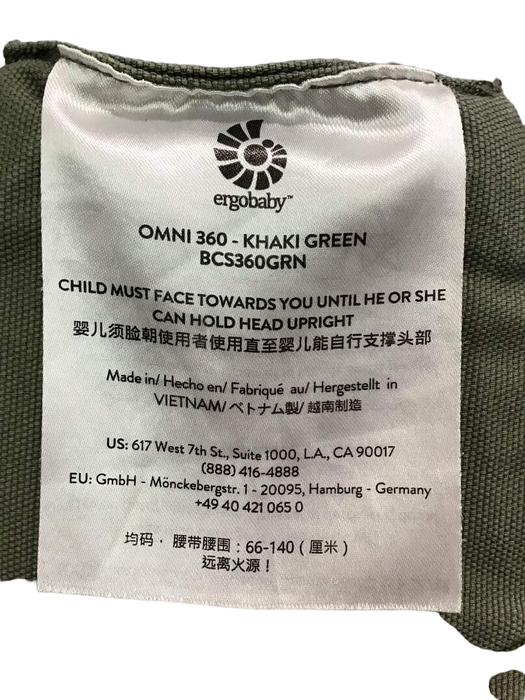 ergobaby™
OMNI 360 - KHAKI GREEN
BCS360GRN
CHILD MUST FACE TOWARDS YOU UNTIL HE OR SHE
CAN HOLD HEAD UPRIGHT
婴儿须脸朝使用者使用直至婴儿能自行支撑头部
Made in/ Hecho en/ Fabriqué au/ Hergestellt in
VIETNAM/ベトナム製/ 越南制造
US: 617 West 7th St., Suite 1000, L.A., CA 90017
(888) 416-4888
EU: GmbH - Mönckebergstr. 1 - 20095, Hamburg - Germany
+49 40 421 065 0
均码 · 腰带腰围：66-140（厘米）
远离火源！